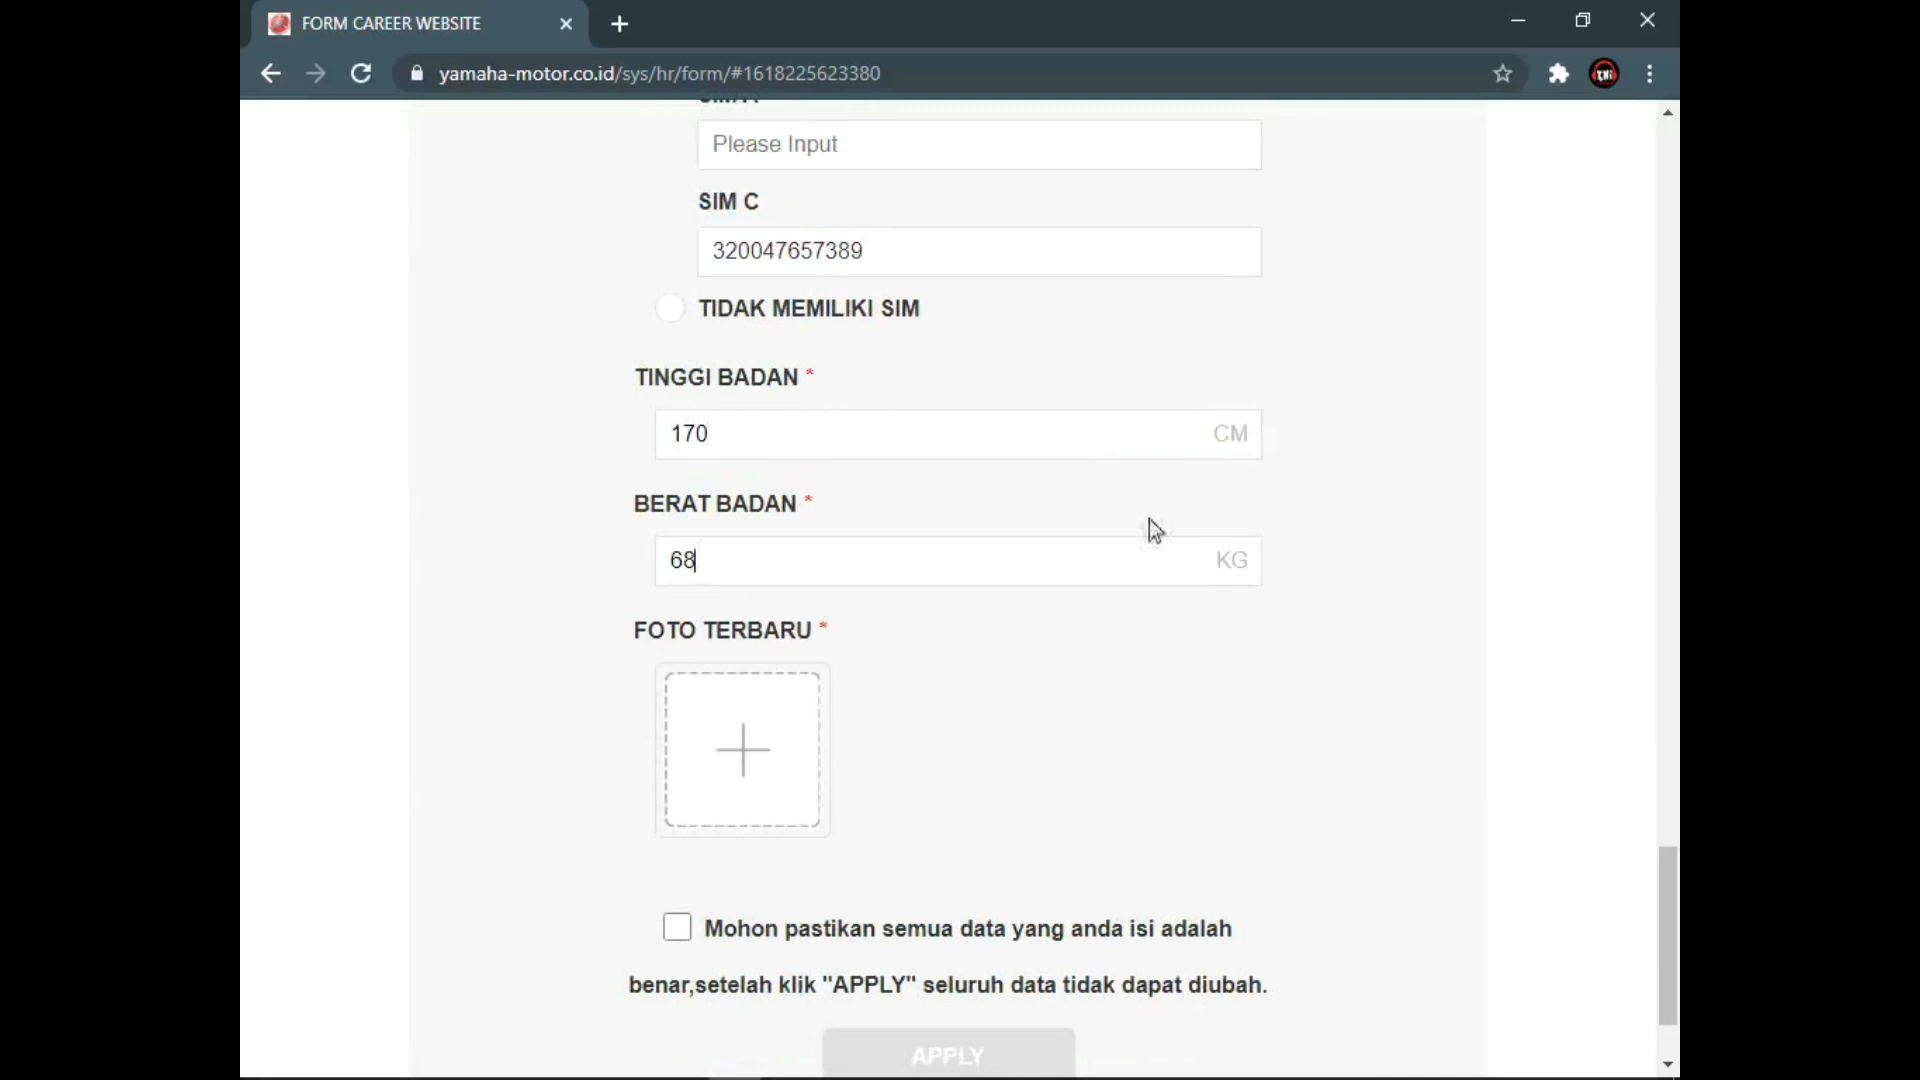 FORM CAREER WEBSITE
yamaha-motor.co.id/sys/hr/form/#1618225623380
Please Input
SIM C
320047657389
TIDAK MEMILIKI SIM
TINGGI BADAN *
170 CM
BERAT BADAN *
68 KG
FOTO TERBARU *
Mohon pastikan semua data yang anda isi adalah
benar,setelah klik "APPLY" seluruh data tidak dapat diubah.
APPLY